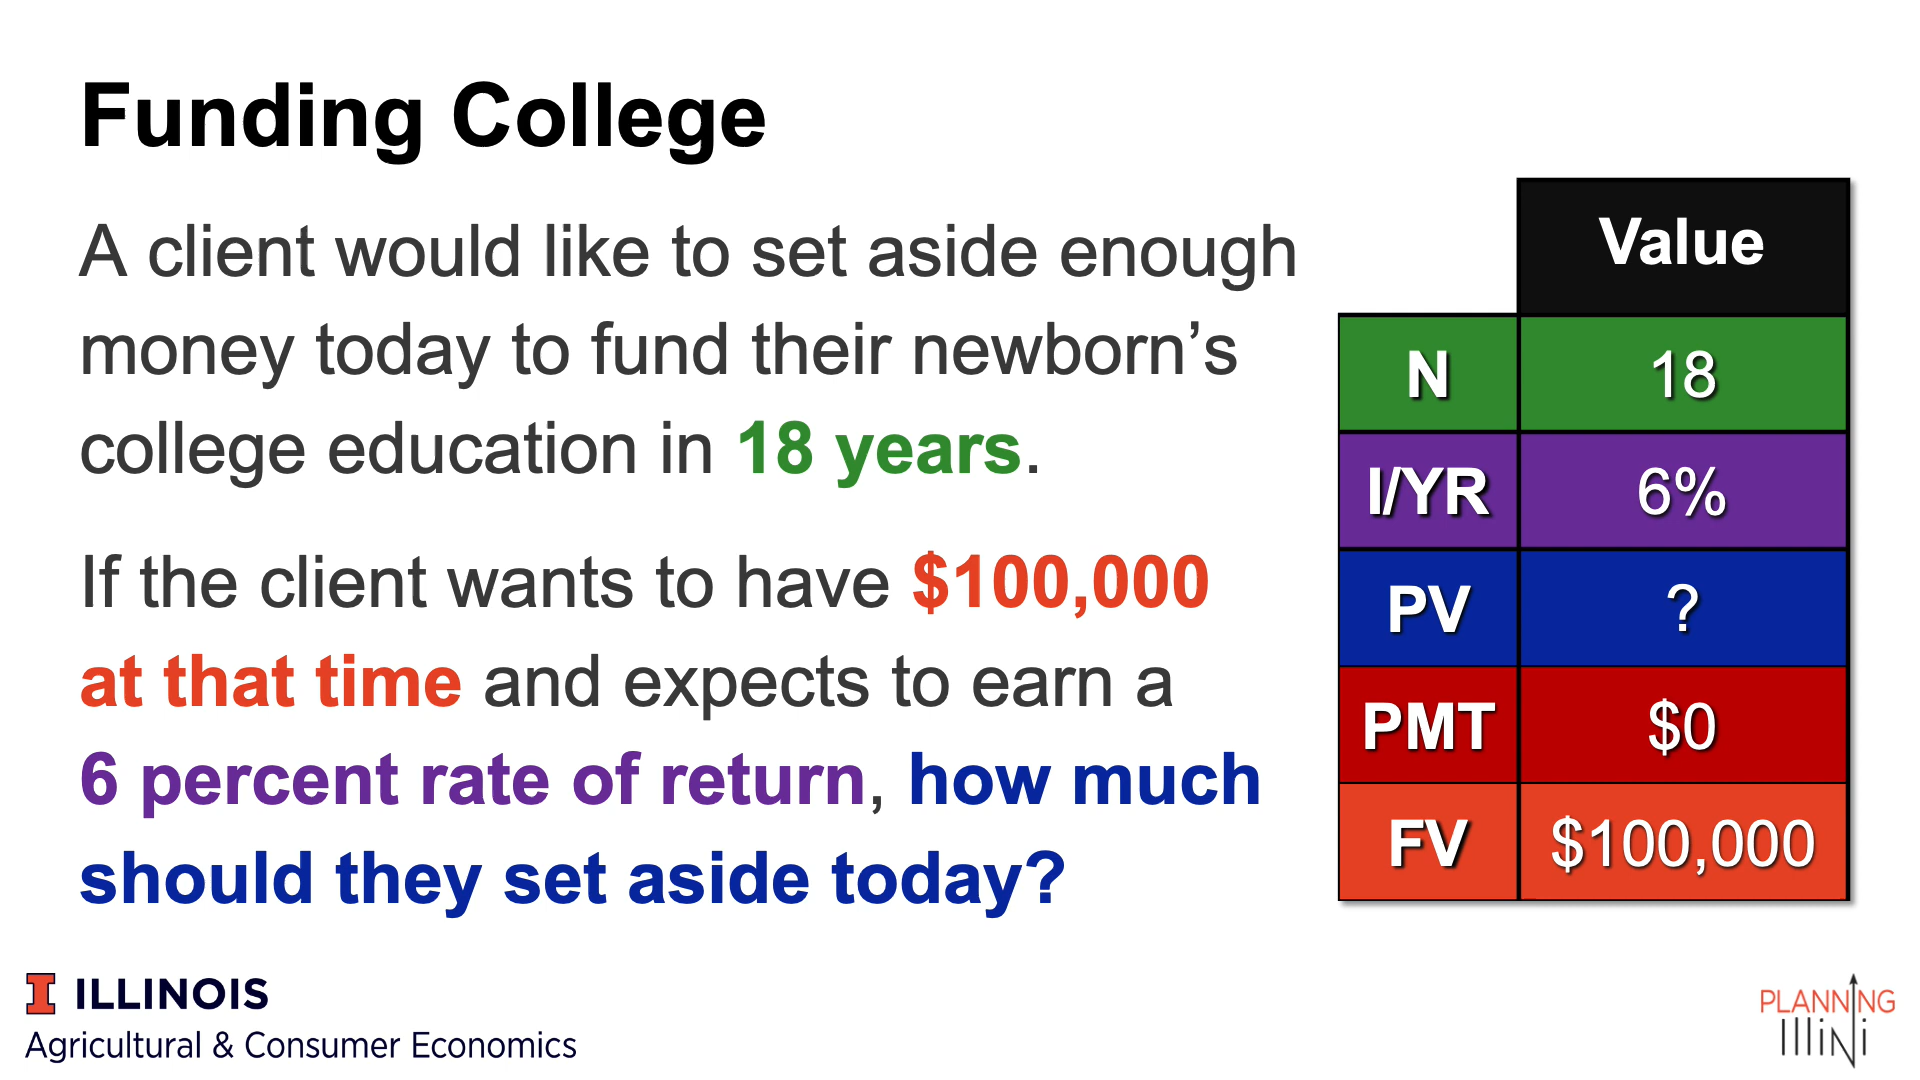 Funding College
A client would like to set aside enough
money today to fund their newborn’s
college education in 18 years.
If the client wants to have $100,000
at that time and expects to earn a
6 percent rate of return, how much
should they set aside today?
Value
N 18
I/YR 6%
PV ?
PMT $0
FV $100,000
I ILLINOIS
Agricultural & Consumer Economics
PLANNING
IlliNi